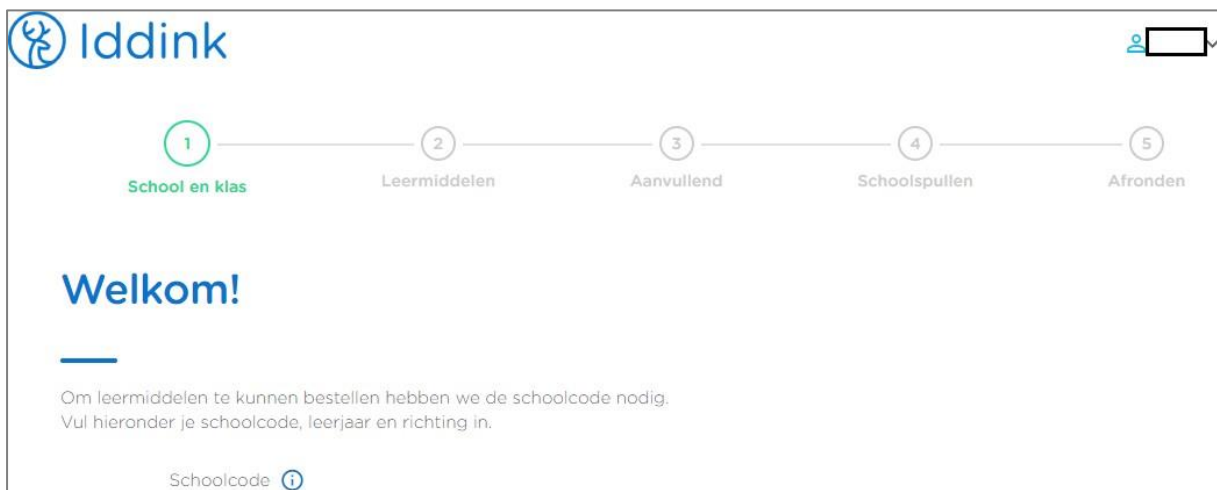 Iddink
1
2
3
4
5
School en klas
Leermiddelen
Aanvullend
Schoolspullen
Afronden
Welkom!
Om leermiddelen te kunnen bestellen hebben we de schoolcode nodig.
Vul hieronder je schoolcode, leerjaar en richting in.
Schoolcode i